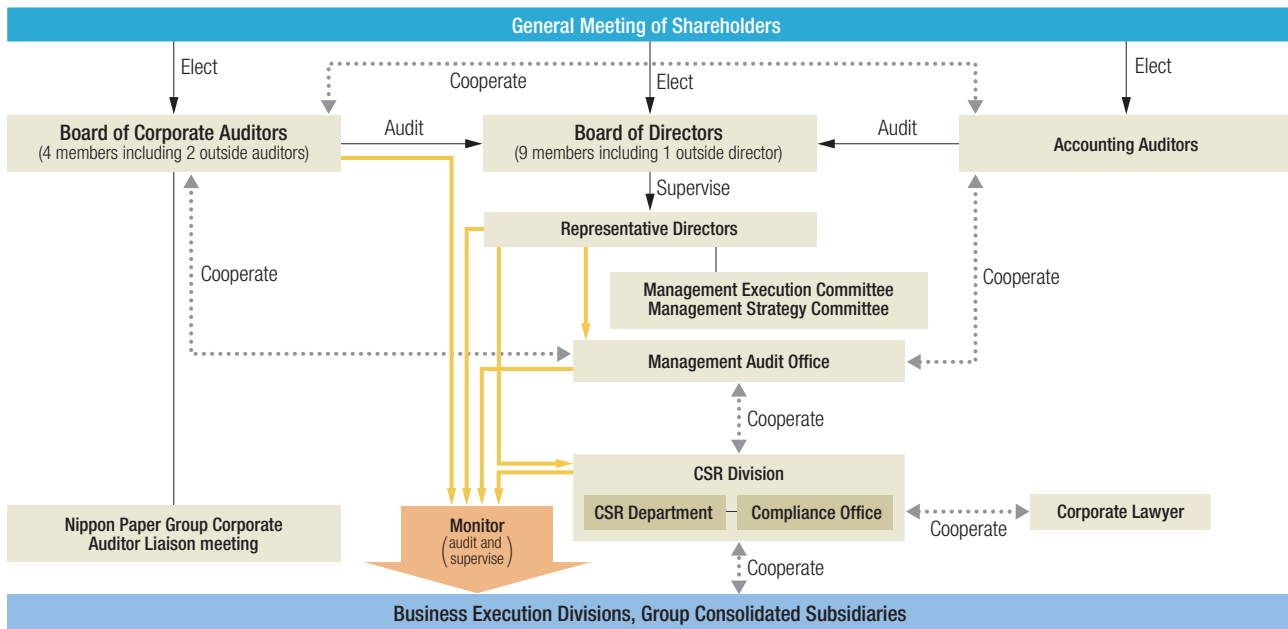 General Meeting of Shareholders
Elect
Cooperate
Elect
Elect
Board of Corporate Auditors
(4 members including 2 outside auditors)
Audit
Board of Directors
(9 members including 1 outside director)
Audit
Accounting Auditors
Supervise
Representative Directors
Cooperate
Cooperate
Management Execution Committee
Management Strategy Committee
Management Audit Office
Cooperate
CSR Division
CSR Department
Compliance Office
Nippon Paper Group Corporate
Auditor Liaison meeting
Monitor
(audit and
supervise)
Cooperate
Corporate Lawyer
Cooperate
Business Execution Divisions, Group Consolidated Subsidiaries